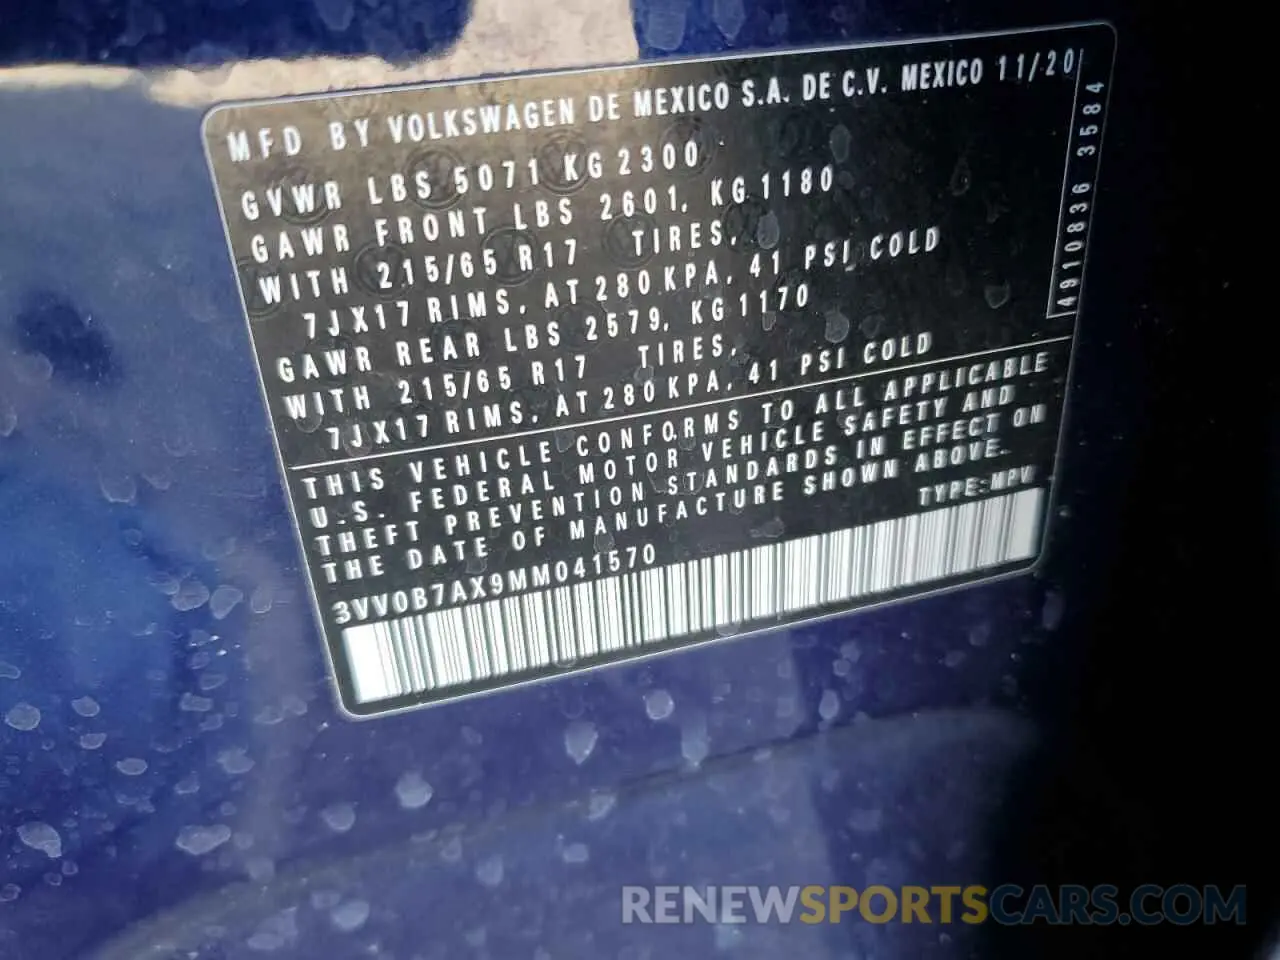 MFD BY VOLKSWAGEN DE MEXICO S.A. DE C.V. MEXICO 11/20
GVWR LBS 5071 KG 2300
GAWR FRONT LBS 2601, KG 1180
WITH 215/65 R17 TIRES,
7JX17 RIMS, AT 280 KPA, 41 PSI COLD
GAWR REAR LBS 2579, KG 1170
WITH 215/65 R17 TIRES,
7JX17 RIMS, AT 280 KPA, 41 PSI COLD
4910836 3584
THIS VEHICLE CONFORMS TO ALL APPLICABLE
U.S. FEDERAL MOTOR VEHICLE SAFETY AND
THEFT PREVENTION STANDARDS IN EFFECT ON
THE DATE OF MANUFACTURE SHOWN ABOVE.
TYPE:MPV
3VV0B7AX9MM041570
RENEWSPORTSCARS.COM